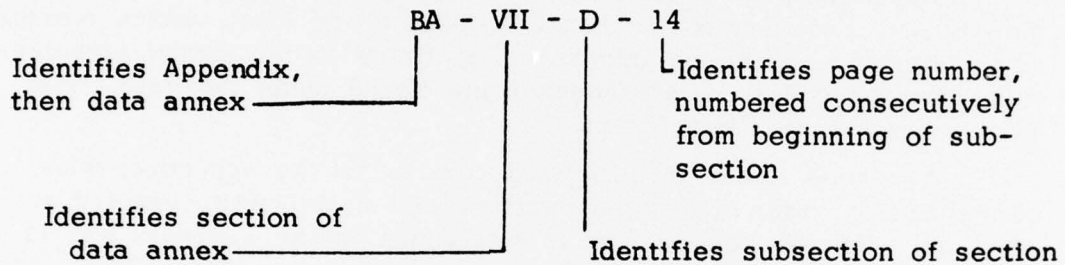 BA - VII - D - 14
Identifies Appendix,
then data annex
Identifies page number,
numbered consecutively
from beginning of sub-
section
Identifies section of
data annex
Identifies subsection of section